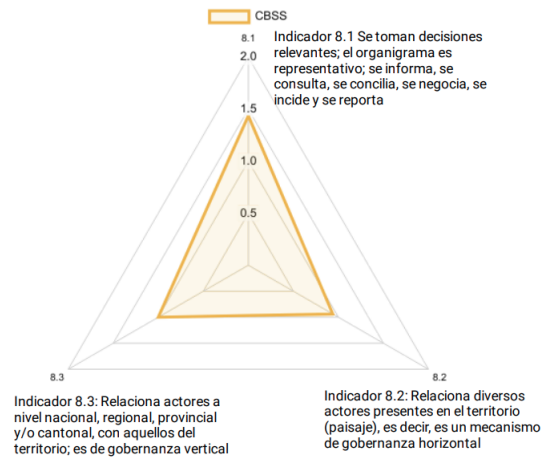 CBSS
8.1
Indicador 8.1 Se toman decisiones
relevantes; el organigrama es
representativo; se informa, se
consulta, se concilia, se negocia, se
incide y se reporta
2.0
1.5
1.0
0.5
8.3
8.2
Indicador 8.3: Relaciona actores a
nivel nacional, regional, provincial
y/o cantonal, con aquellos del
territorio; es de gobernanza vertical
Indicador 8.2: Relaciona diversos
actores presentes en el territorio
(paisaje), es decir, es un mecanismo
de gobernanza horizontal